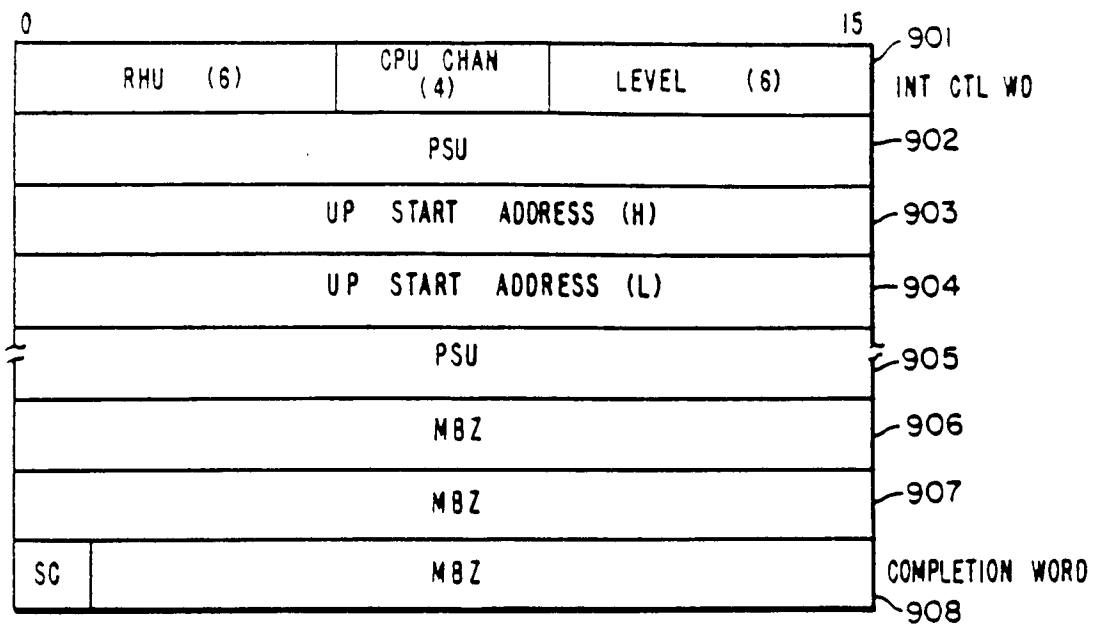 0 15
RHU (6) CPU CHAN (4) LEVEL (6) 901 INT CTL WD
PSU 902
UP START ADDRESS (H) 903
UP START ADDRESS (L) 904
PSU 905
MBZ 906
MBZ 907
SC MBZ COMPLETION WORD 908